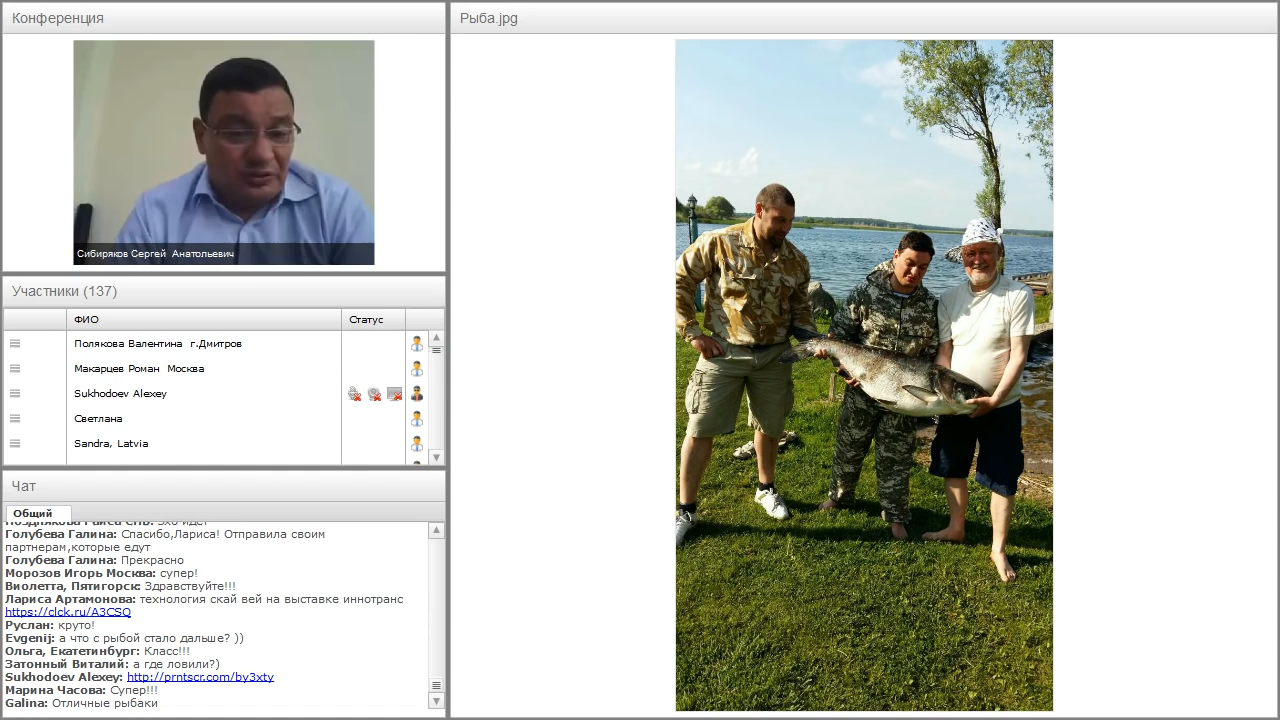 Конференция
Сибиряков Сергей Анатольевич
Участники (137)
ФИО Статус
Полякова Валентина г.Дмитров
Макарцев Роман Москва
Sukhodoev Alexey
Светлана
Sandra, Latvia
Чат
Общий
Голубева Галина: Спасибо,Лариса! Отправила своим
партнерам,которые едут
Голубева Галина: Прекрасно
Морозов Игорь Москва: супер!
Виолетта, Пятигорск: Здравствуйте!!!
Лариса Артамонова: технология скай вей на выставке иннотранс
https://clck.ru/A3CSQ
Руслан: круто!
Evgenij: а что с рыбой стало дальше? ))
Ольга, Екатетинбург: Класс!!!
Затонный Виталий: а где ловили?)
Sukhodoev Alexey: http://prntscr.com/by3xty
Марина Часова: Супер!!!
Galina: Отличные рыбаки
Рыба.jpg